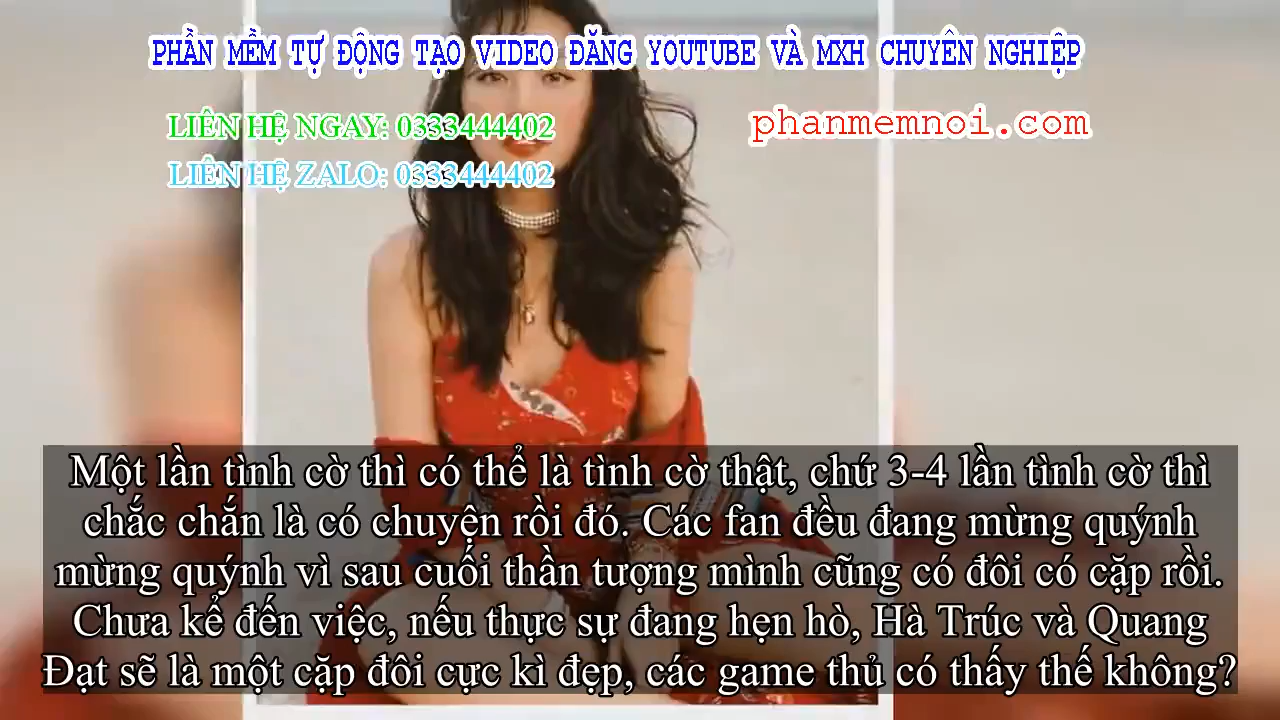 PHẦN MỀM TỰ ĐỘNG TẠO VIDEO ĐĂNG YOUTUBE VÀ MXH CHUYÊN NGHIỆP
LIÊN HỆ NGAY: 0333444402
phanmemnoi.com
LIÊN HỆ ZALO: 0333444402
Một lần tình cờ thì có thể là tình cờ thật, chứ 3-4 lần tình cờ thì
chắc chắn là có chuyện rồi đó. Các fan đều đang mừng quýnh
mừng quýnh vì sau cuối thần tượng mình cũng có đôi có cặp rồi.
Chưa kể đến việc, nếu thực sự đang hẹn hò, Hà Trúc và Quang
Đạt sẽ là một cặp đôi cực kì đẹp, các game thủ có thấy thế không?